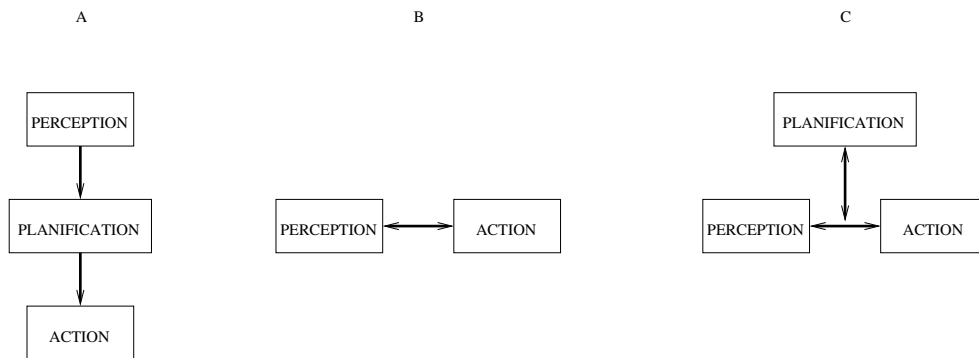 A
PERCEPTION
PLANIFICATION
ACTION
B
PERCEPTION
ACTION
C
PLANIFICATION
PERCEPTION
ACTION